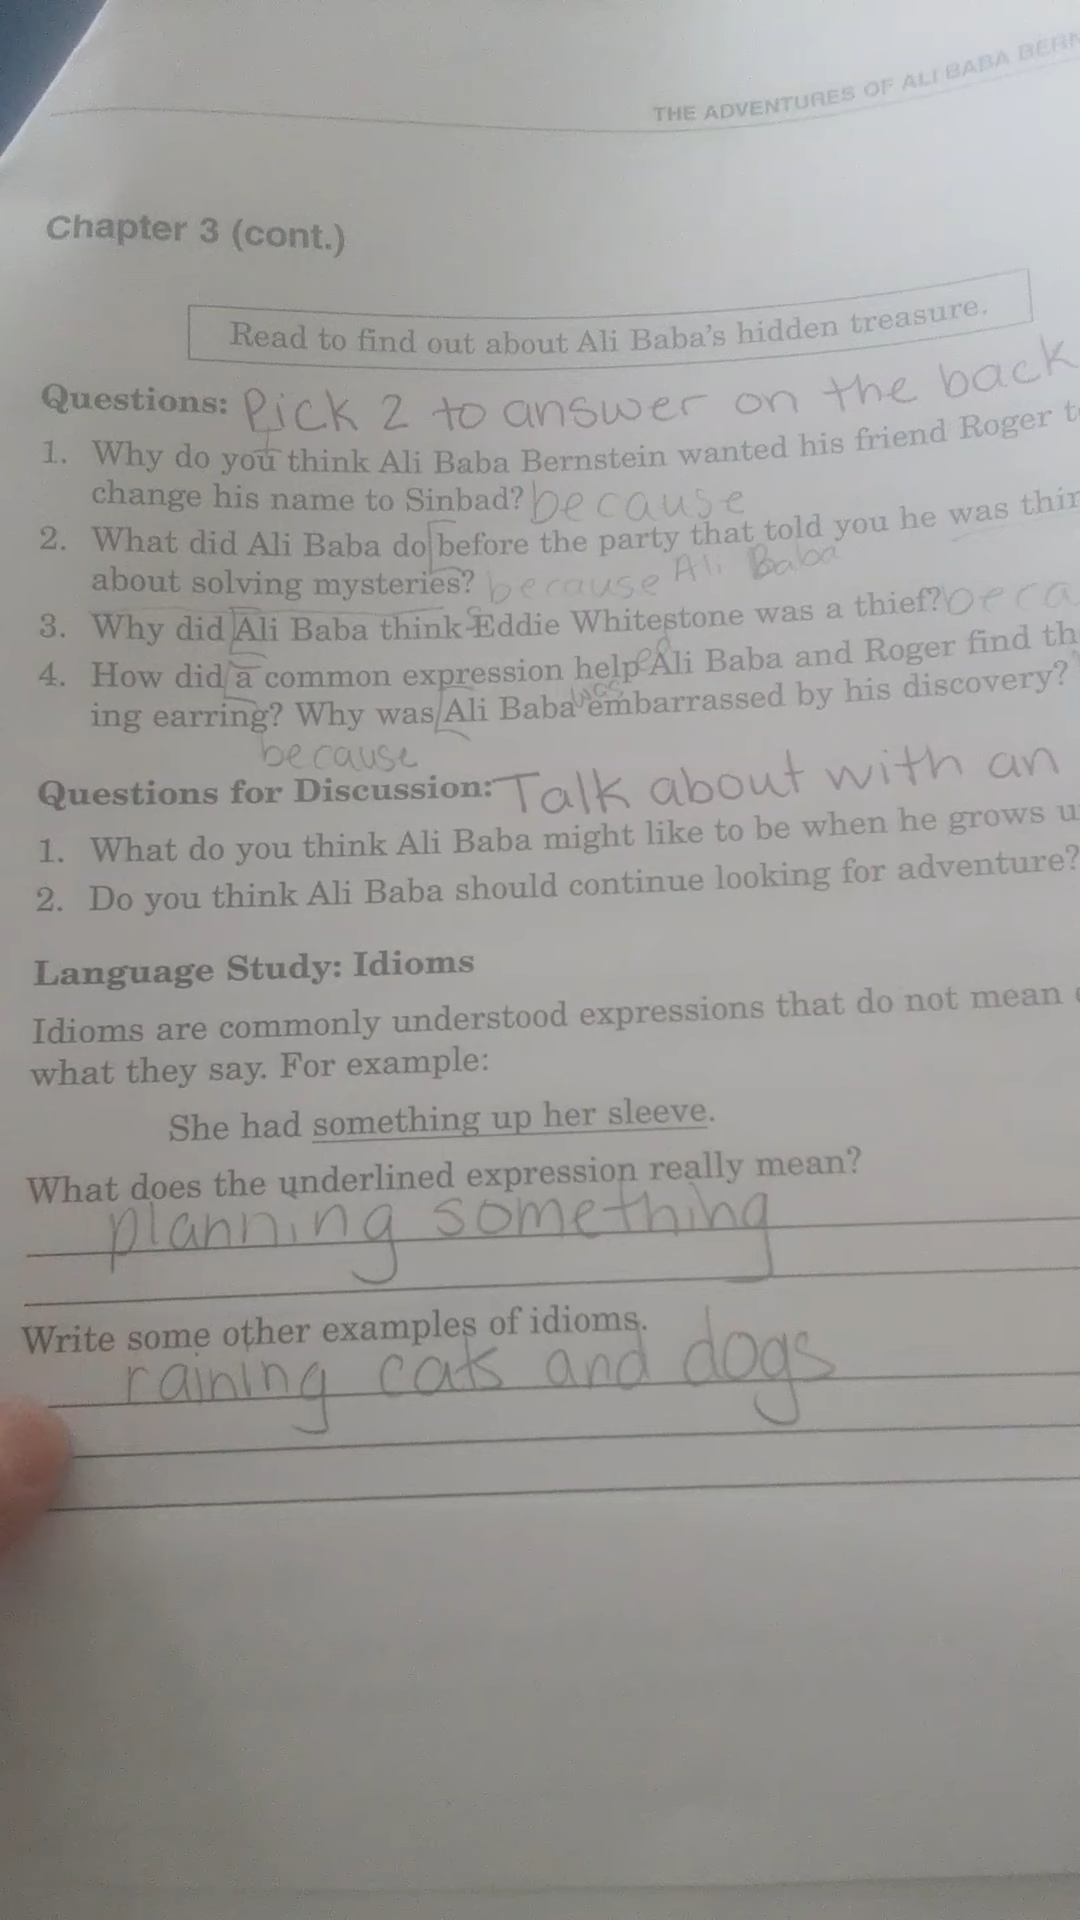 THE ADVENTURES OF ALI BABA BERN
Chapter 3 (cont.)
Read to find out about Ali Baba's hidden treasure.
Questions: Pick 2 to answer on the back
1. Why do you think Ali Baba Bernstein wanted his friend Roger t
change his name to Sinbad? because
2. What did Ali Baba do before the party that told you he was thin
about solving mysteries? because Ali Baba
3. Why did Ali Baba think Eddie Whitestone was a thief? beca
4. How did a common expression help Ali Baba and Roger find th
ing earring? Why was Ali Baba was embarrassed by his discovery?
because
Questions for Discussion: Talk about with an
1. What do you think Ali Baba might like to be when he grows u
2. Do you think Ali Baba should continue looking for adventure?
Language Study: Idioms
Idioms are commonly understood expressions that do not mean
what they say. For example:
She had something up her sleeve.
What does the underlined expression really mean?
planning something
Write some other examples of idioms.
raining cats and dogs